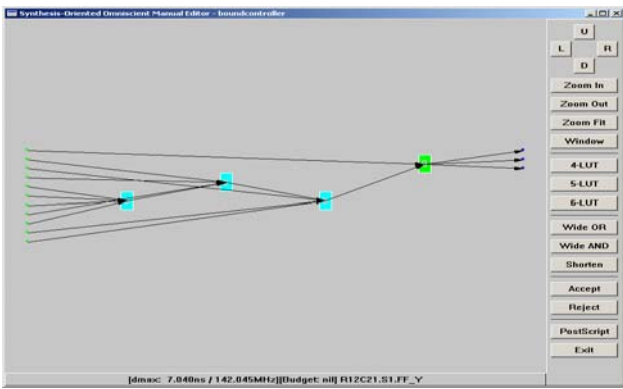 Synthesis-Oriented Omniscient Manual Editor - boundcontroller
U
L R
D
Zoom In
Zoom Out
Zoom Fit
Window
4-LUT
5-LUT
6-LUT
Wide OR
Wide AND
Shorten
Accept
Reject
PostScript
Exit
[dmax: 7.040ns / 142.045MHz][Budget: nil] R12C21.S1.FF_Y